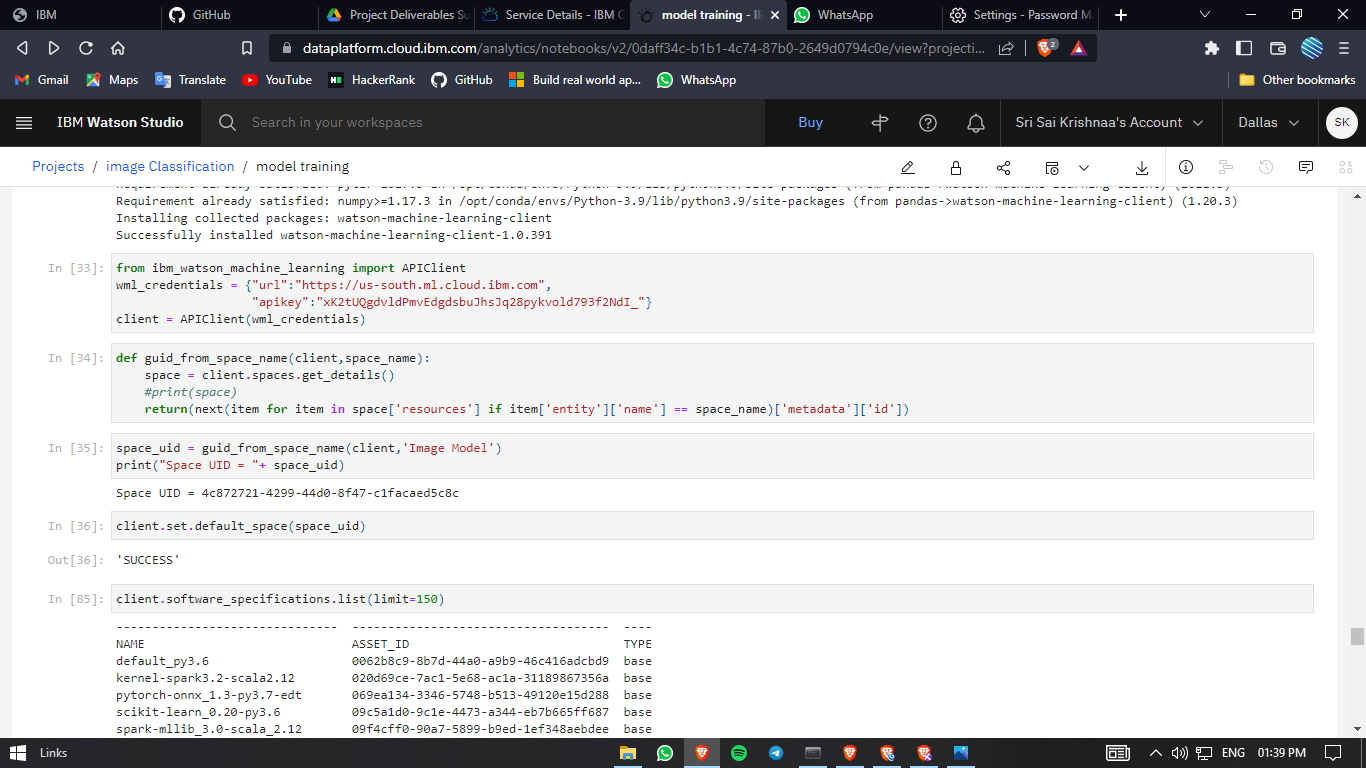 IBM
GitHub
Project Deliverables Su
Service Details - IBM C
model training - IB
WhatsApp
Settings - Password Ma
dataplatform.cloud.ibm.com/analytics/notebooks/v2/0daff34c-b1b1-4c74-87b0-2649d0794c0e/view?projecti...
2
Gmail
Maps
Translate
YouTube
HackerRank
GitHub
Build real world ap...
WhatsApp
Other bookmarks
IBM Watson Studio
Search in your workspaces
Buy
Sri Sai Krishnaa's Account
Dallas
SK
Projects / image Classification / model training
Requirement already satisfied: numpy>=1.17.3 in /opt/conda/envs/Python-3.9/lib/python3.9/site-packages (from pandas->watson-machine-learning-client) (1.20.3)
Installing collected packages: watson-machine-learning-client
Successfully installed watson-machine-learning-client-1.0.391
In [33]:
from ibm_watson_machine_learning import APIClient
wml_credentials = {"url":"https://us-south.ml.cloud.ibm.com",
"apikey":"xK2tUQgdvldPmvEdgdsbuJhsJq28pykvold793f2NdI_"}
client = APIClient(wml_credentials)
In [34]:
def guid_from_space_name(client,space_name):
space = client.spaces.get_details()
#print(space)
return(next(item for item in space['resources'] if item['entity']['name'] == space_name)['metadata']['id'])
In [35]:
space_uid = guid_from_space_name(client,'Image Model')
print("Space UID = "+ space_uid)
Space UID = 4c872721-4299-44d0-8f47-c1facaed5c8c
In [36]:
client.set.default_space(space_uid)
Out[36]:
'SUCCESS'
In [85]:
client.software_specifications.list(limit=150)
------------------------------- ------------------------------------ ----
NAME ASSET_ID TYPE
default_py3.6 0062b8c9-8b7d-44a0-a9b9-46c416adcbd9 base
kernel-spark3.2-scala2.12 020d69ce-7ac1-5e68-ac1a-31189867356a base
pytorch-onnx_1.3-py3.7-edt 069ea134-3346-5748-b513-49120e15d288 base
scikit-learn_0.20-py3.6 09c5a1d0-9c1e-4473-a344-eb7b665ff687 base
spark-mllib_3.0-scala_2.12 09f4cff0-90a7-5899-b9ed-1ef348aebdee base
Links
ENG
01:39 PM